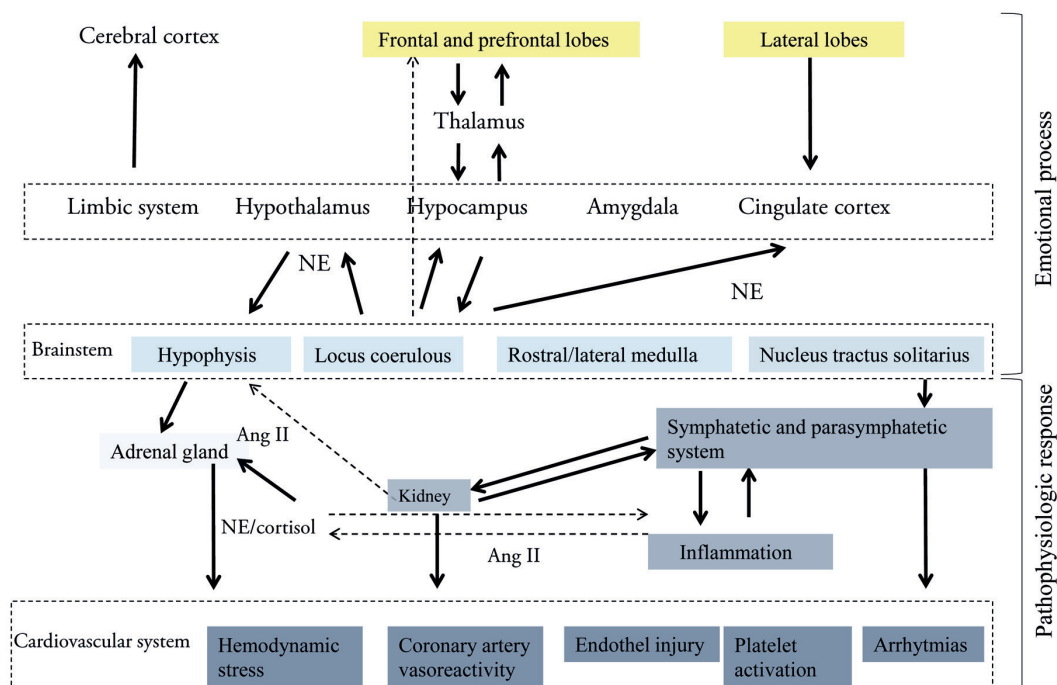 Cerebral cortex
Frontal and prefrontal lobes
Lateral lobes
Thalamus
Limbic system
Hypothalamus
Hypocampus
Amygdala
Cingulate cortex
NE
NE
Emotional process
Brainstem
Hypophysis
Locus coerulous
Rostral/lateral medulla
Nucleus tractus solitarius
Ang II
Adrenal gland
Symphatetic and parasymphatetic
system
Kidney
NE/cortisol
Ang II
Inflammation
Pathophysiologic response
Cardiovascular system
Hemodynamic
stress
Coronary artery
vasoreactivity
Endothel injury
Platelet
activation
Arrhytmias